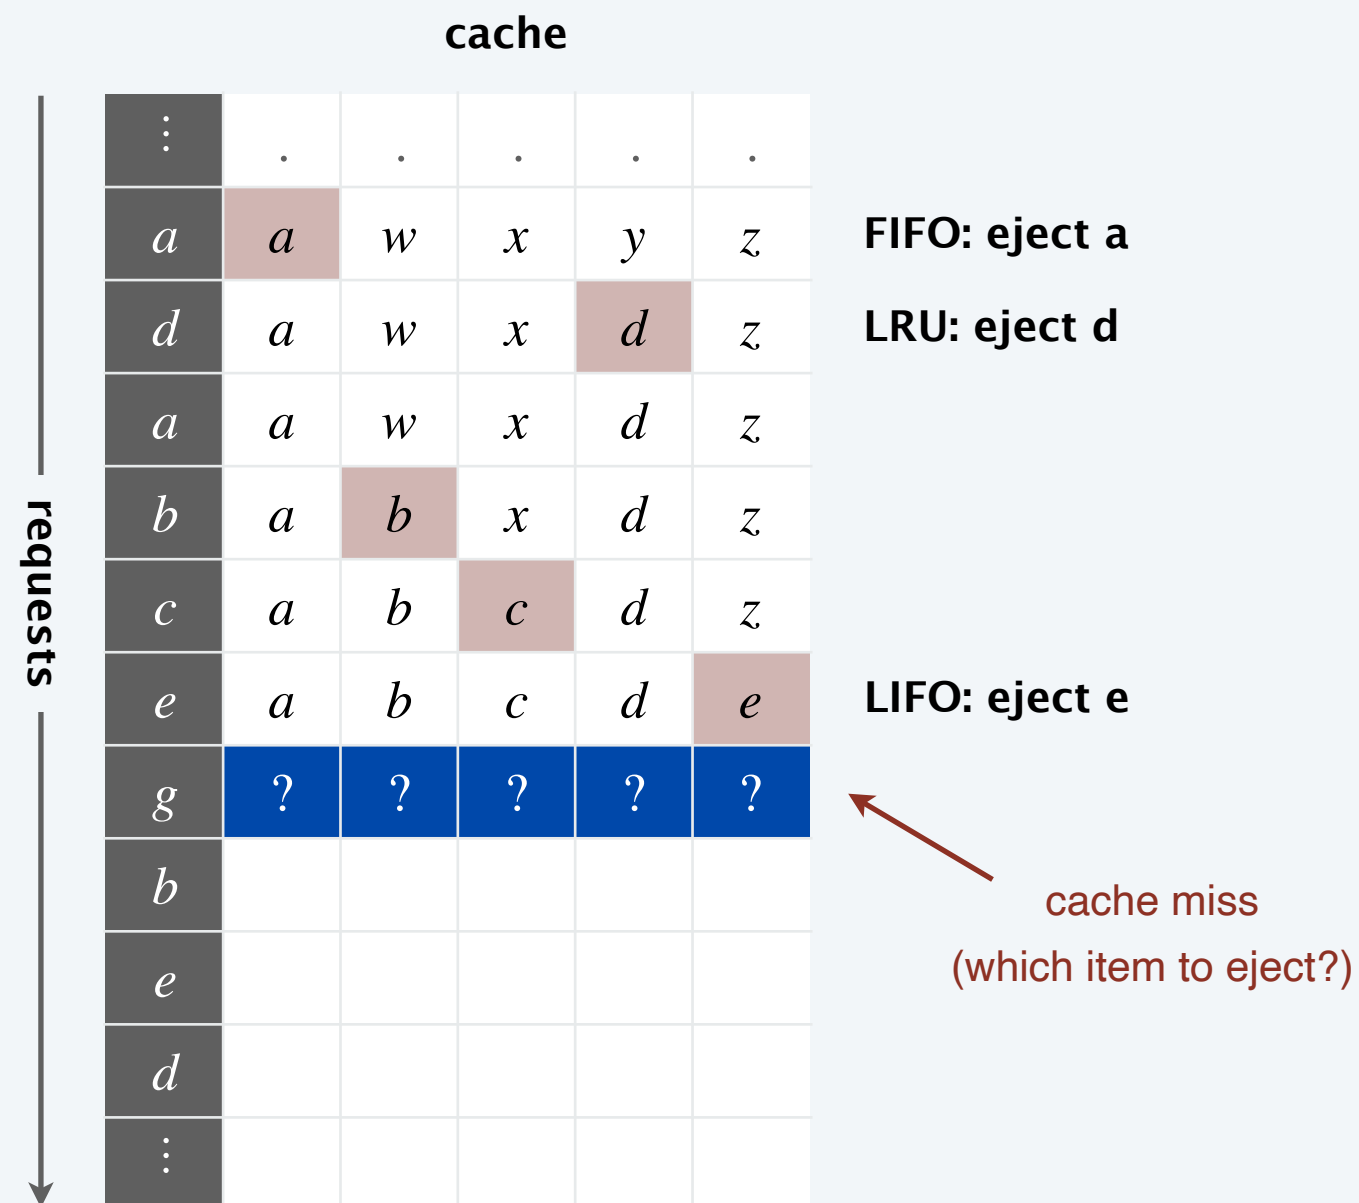 cache
⋮ . . . . .
a a w x y z FIFO: eject a
d a w x d z LRU: eject d
a a w x d z
b a b x d z
requests
c a b c d z
e a b c d e LIFO: eject e
g ? ? ? ? ?
b
cache miss
(which item to eject?)
e
d
⋮